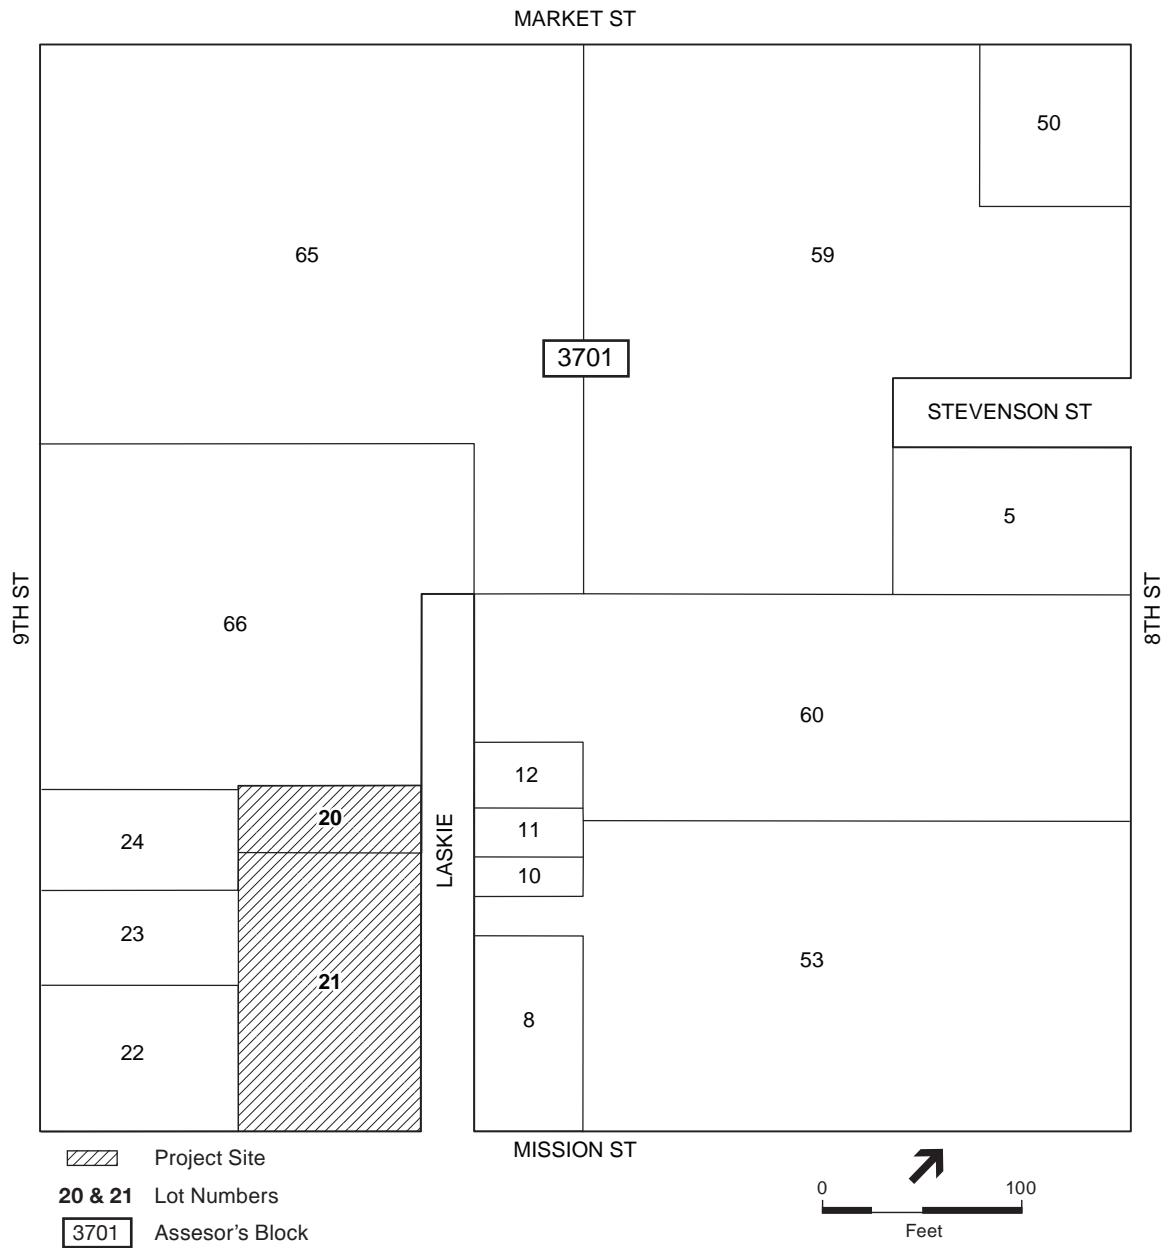 MARKET ST
50
65
59
3701
STEVENSON ST
5
9TH ST
8TH ST
66
60
12
20
11
24
LASKIE
10
23
53
21
8
22
MISSION ST
Project Site
20 & 21 Lot Numbers
0 100
Feet
3701 Assesor's Block